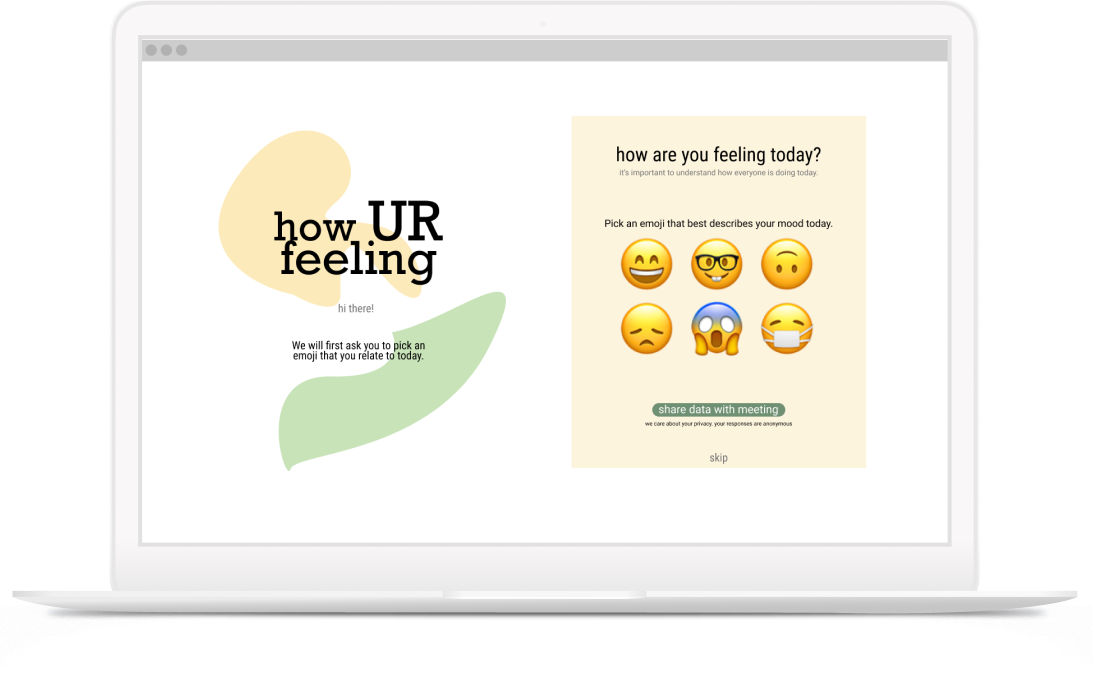 how UR
feeling
hi there!
We will first ask you to pick an
emoji that you relate to today.
how are you feeling today?
it's important to understand how everyone is doing today.
Pick an emoji that best describes your mood today.
share data with meeting
we care about your privacy. your responses are anonymous
skip